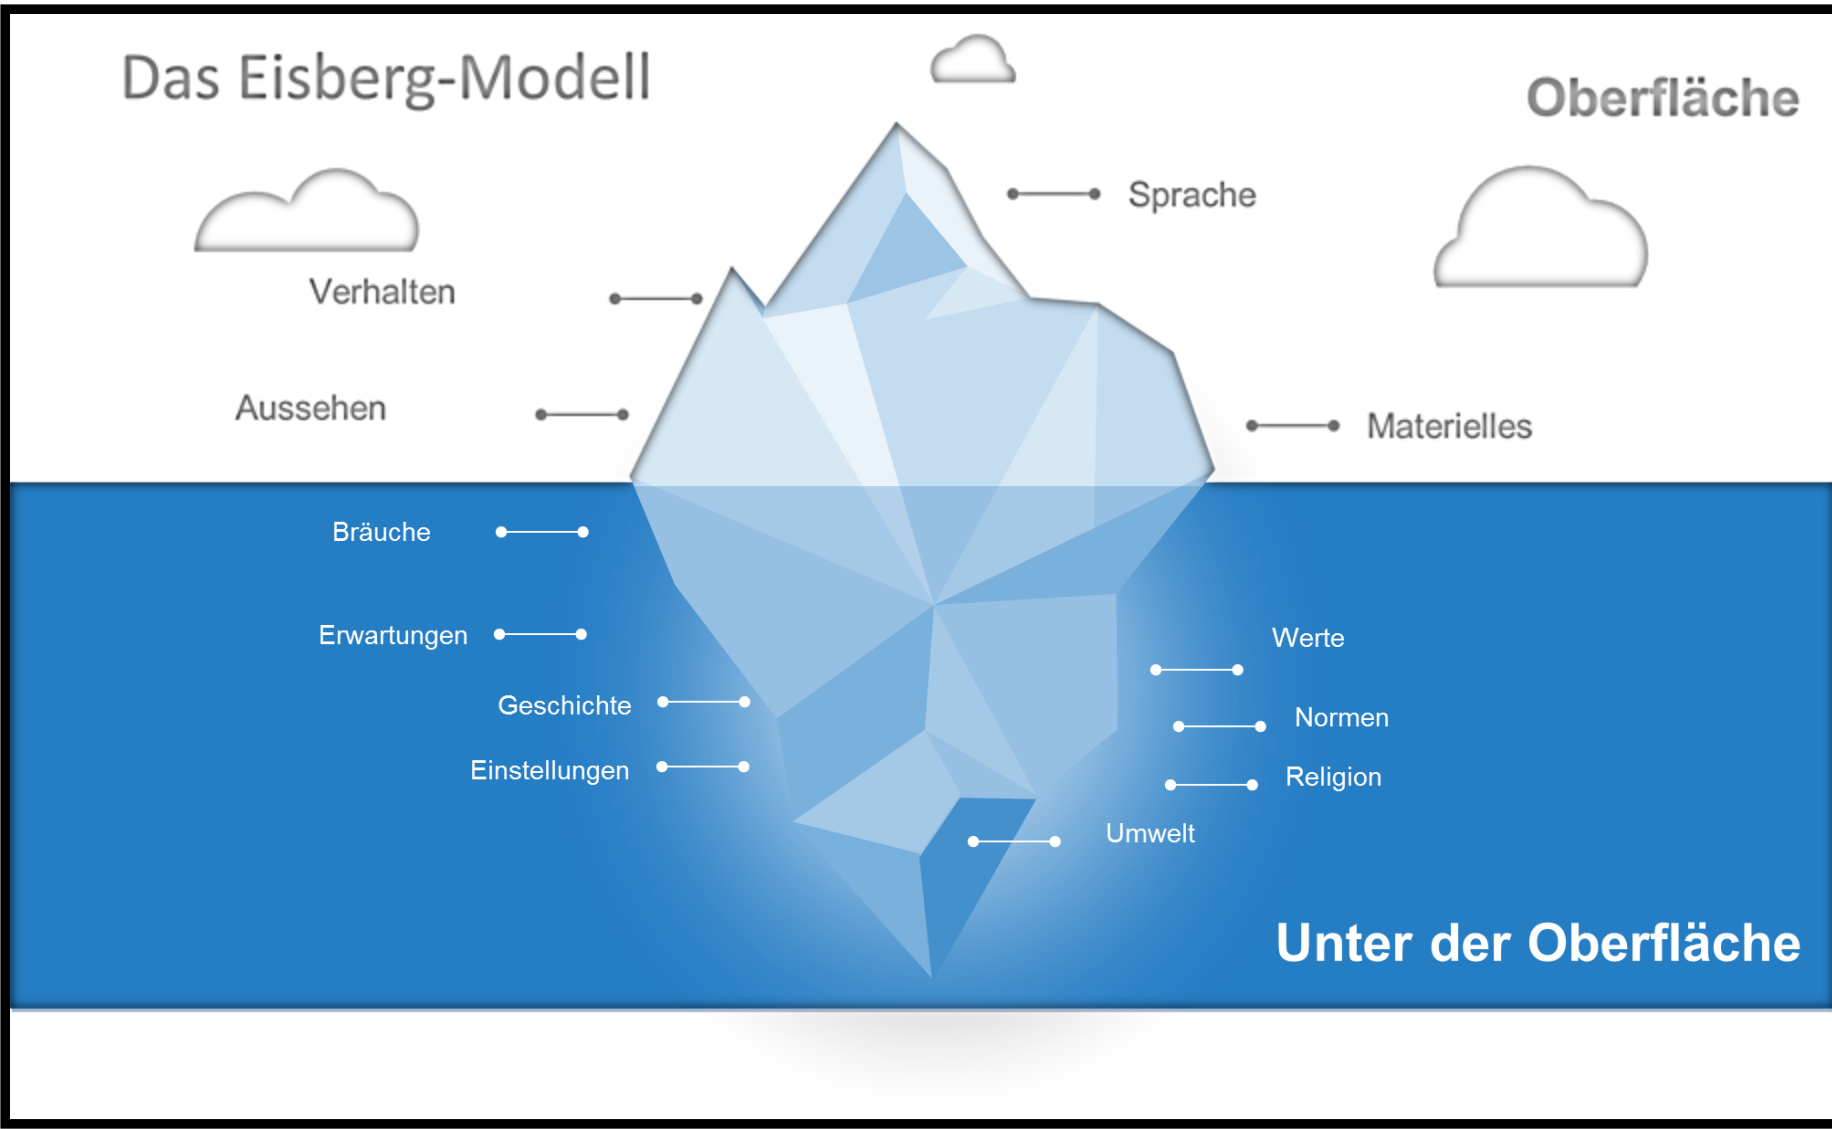 Das Eisberg-Modell
Oberfläche
Sprache
Verhalten
Aussehen
Materielles
Bräuche
Erwartungen
Werte
Geschichte
Normen
Einstellungen
Religion
Umwelt
Unter der Oberfläche